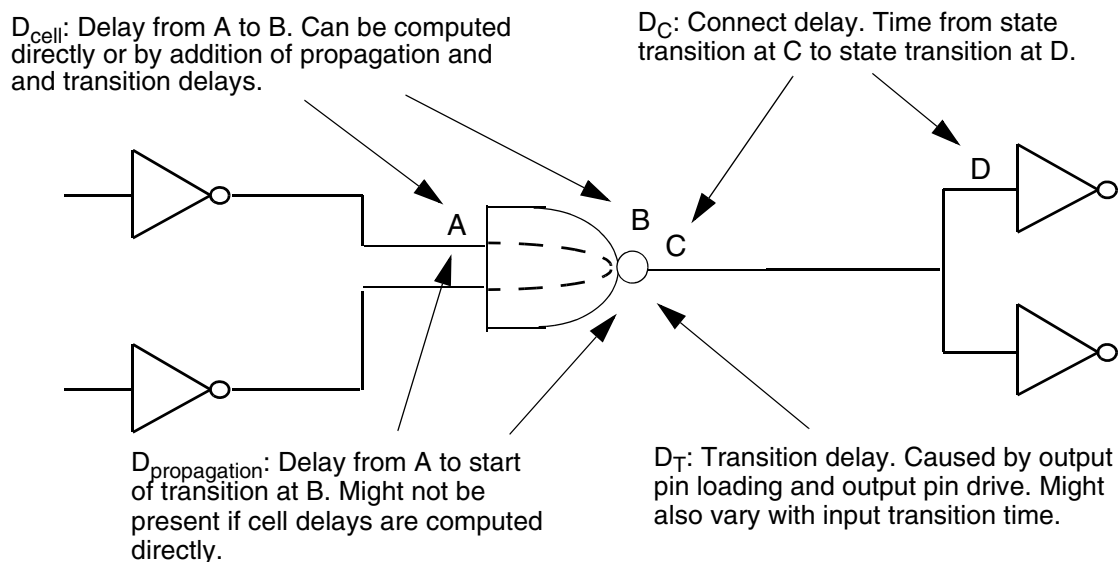 D_cell: Delay from A to B. Can be computed
directly or by addition of propagation and
and transition delays.
D_C: Connect delay. Time from state
transition at C to state transition at D.
D
A
B
C
D_propagation: Delay from A to start
of transition at B. Might not be
present if cell delays are computed
directly.
D_T: Transition delay. Caused by output
pin loading and output pin drive. Might
also vary with input transition time.